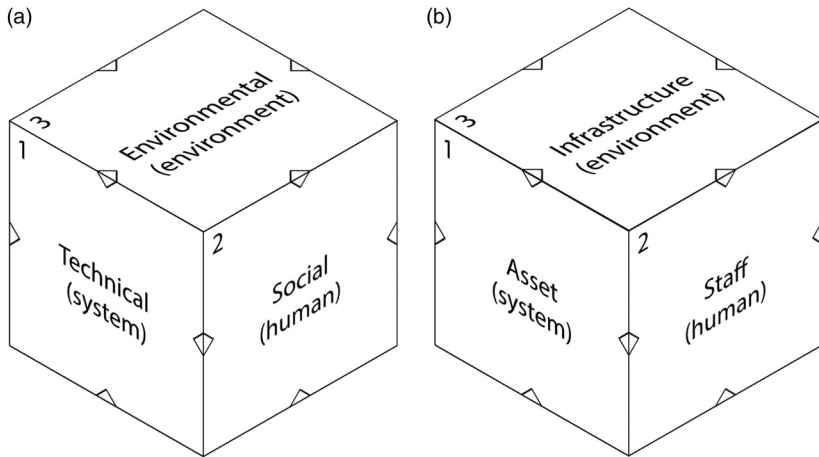 (a)
3
Environmental
(environment)
1
Technical
(system)
2
Social
(human)
(b)
3
Infrastructure
(environment)
1
Asset
(system)
2
Staff
(human)